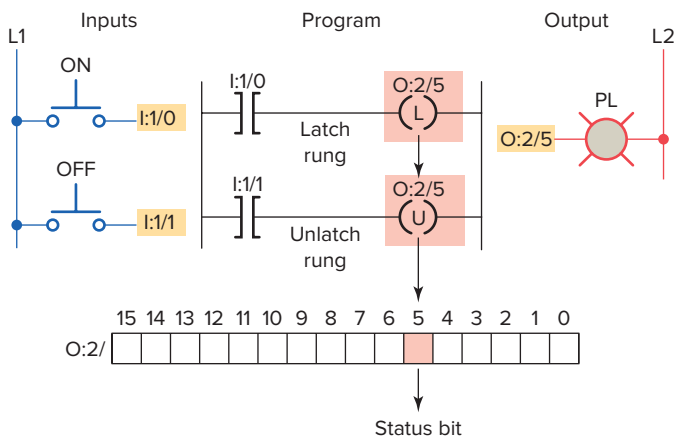 Inputs
Program
Output
L1
L2
ON
I:1/0
I:1/0
O:2/5
L
Latch
rung
O:2/5
PL
OFF
I:1/1
I:1/1
O:2/5
U
Unlatch
rung
15 14 13 12 11 10 9 8 7 6 5 4 3 2 1 0
O:2/
Status bit